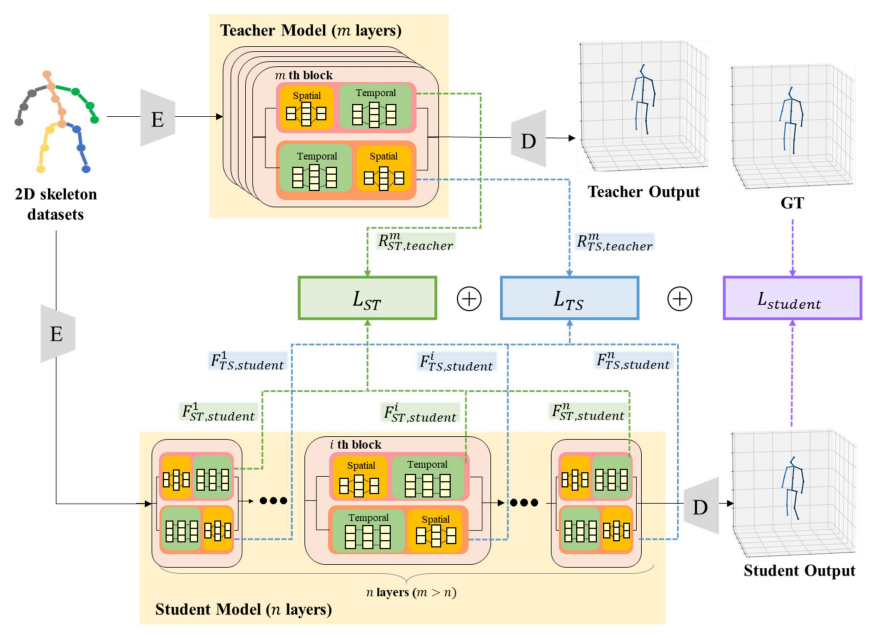 Teacher Model (m layers)
m th block
Spatial
Temporal
Temporal
Spatial
E
D
2D skeleton
datasets
Teacher Output
GT
R^m_{ST,teacher}
R^m_{TS,teacher}
L_{ST}
+
L_{TS}
+
L_{student}
E
F^1_{TS,student}
F^i_{TS,student}
F^n_{TS,student}
F^1_{ST,student}
F^i_{ST,student}
F^n_{ST,student}
i th block
Spatial
Temporal
•••
•••
Temporal
Spatial
D
Student Output
n layers (m > n)
Student Model (n layers)